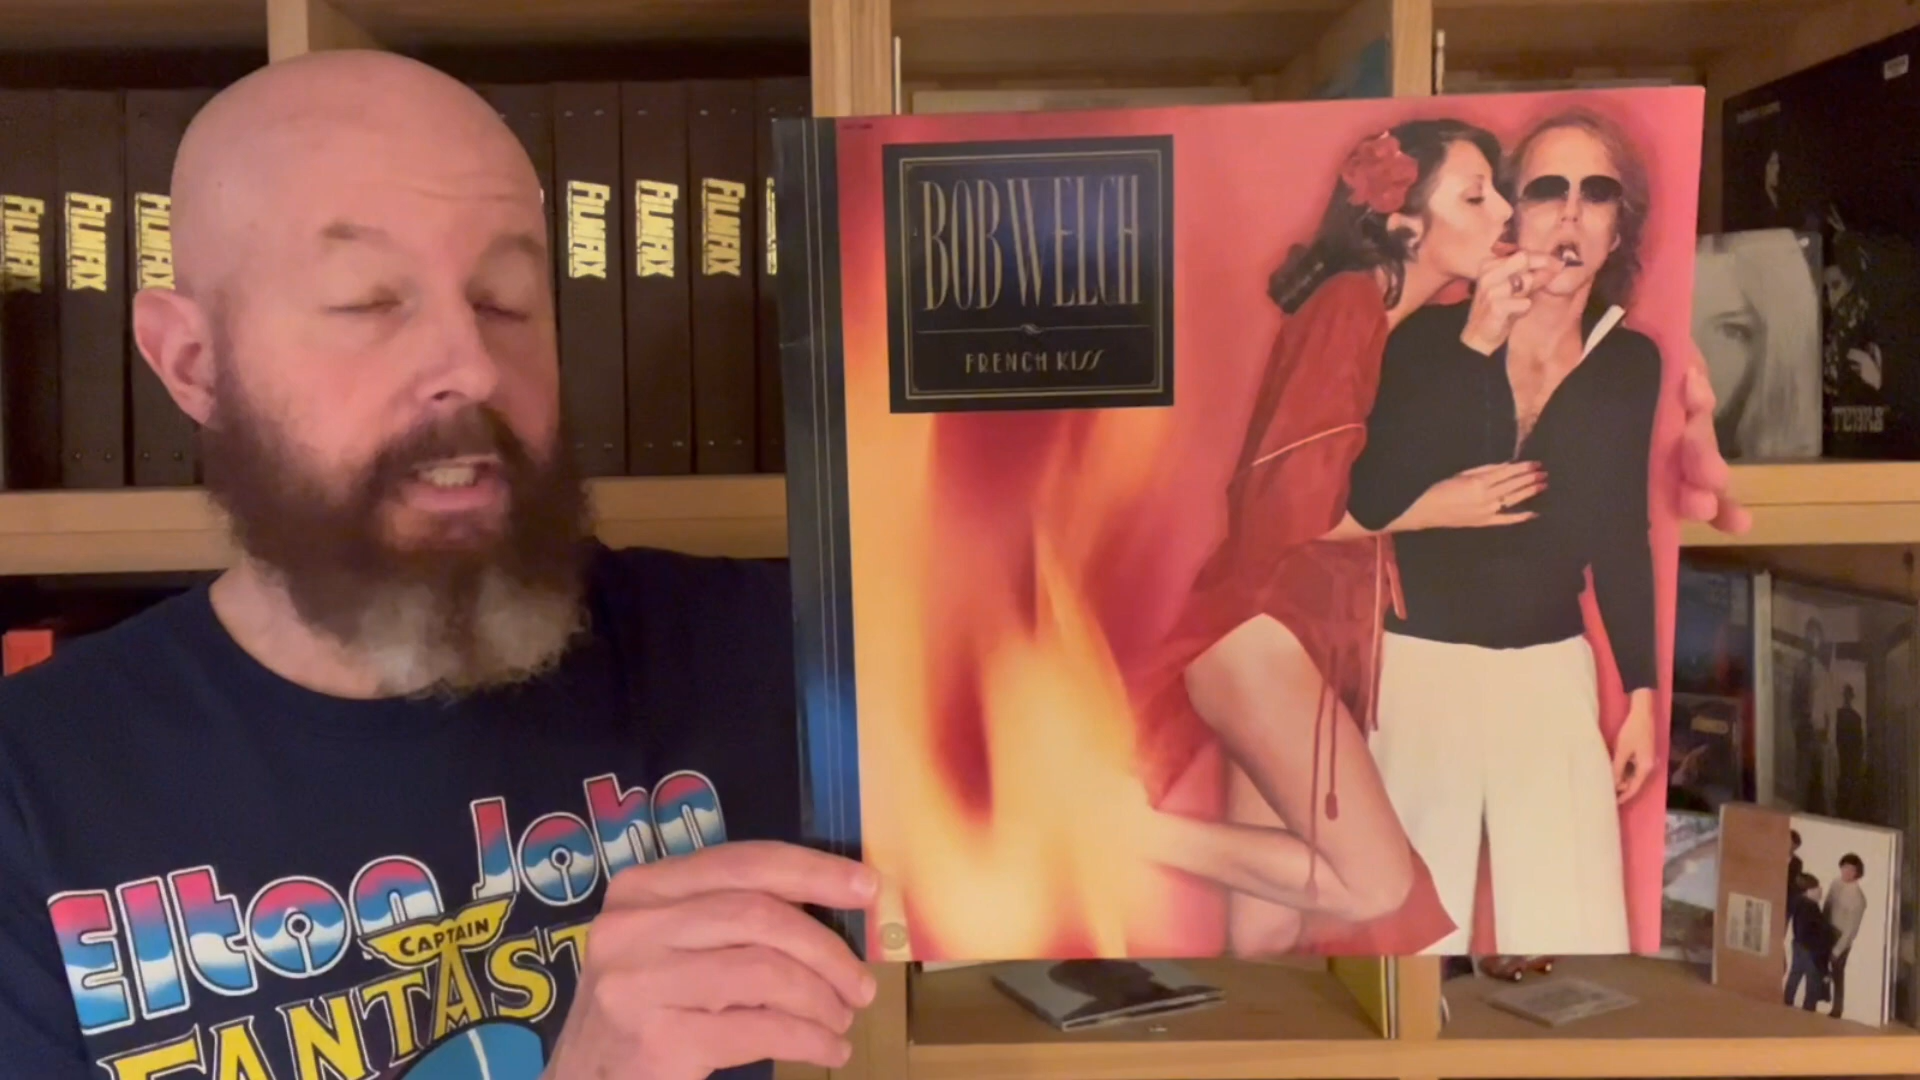 FILMFAX
FILMFAX
FILMFAX
FILMFAX
FILMFAX
FILMFAX
BOB WELCH
FRENCH KISS
Elton John
CAPTAIN
FANTAST